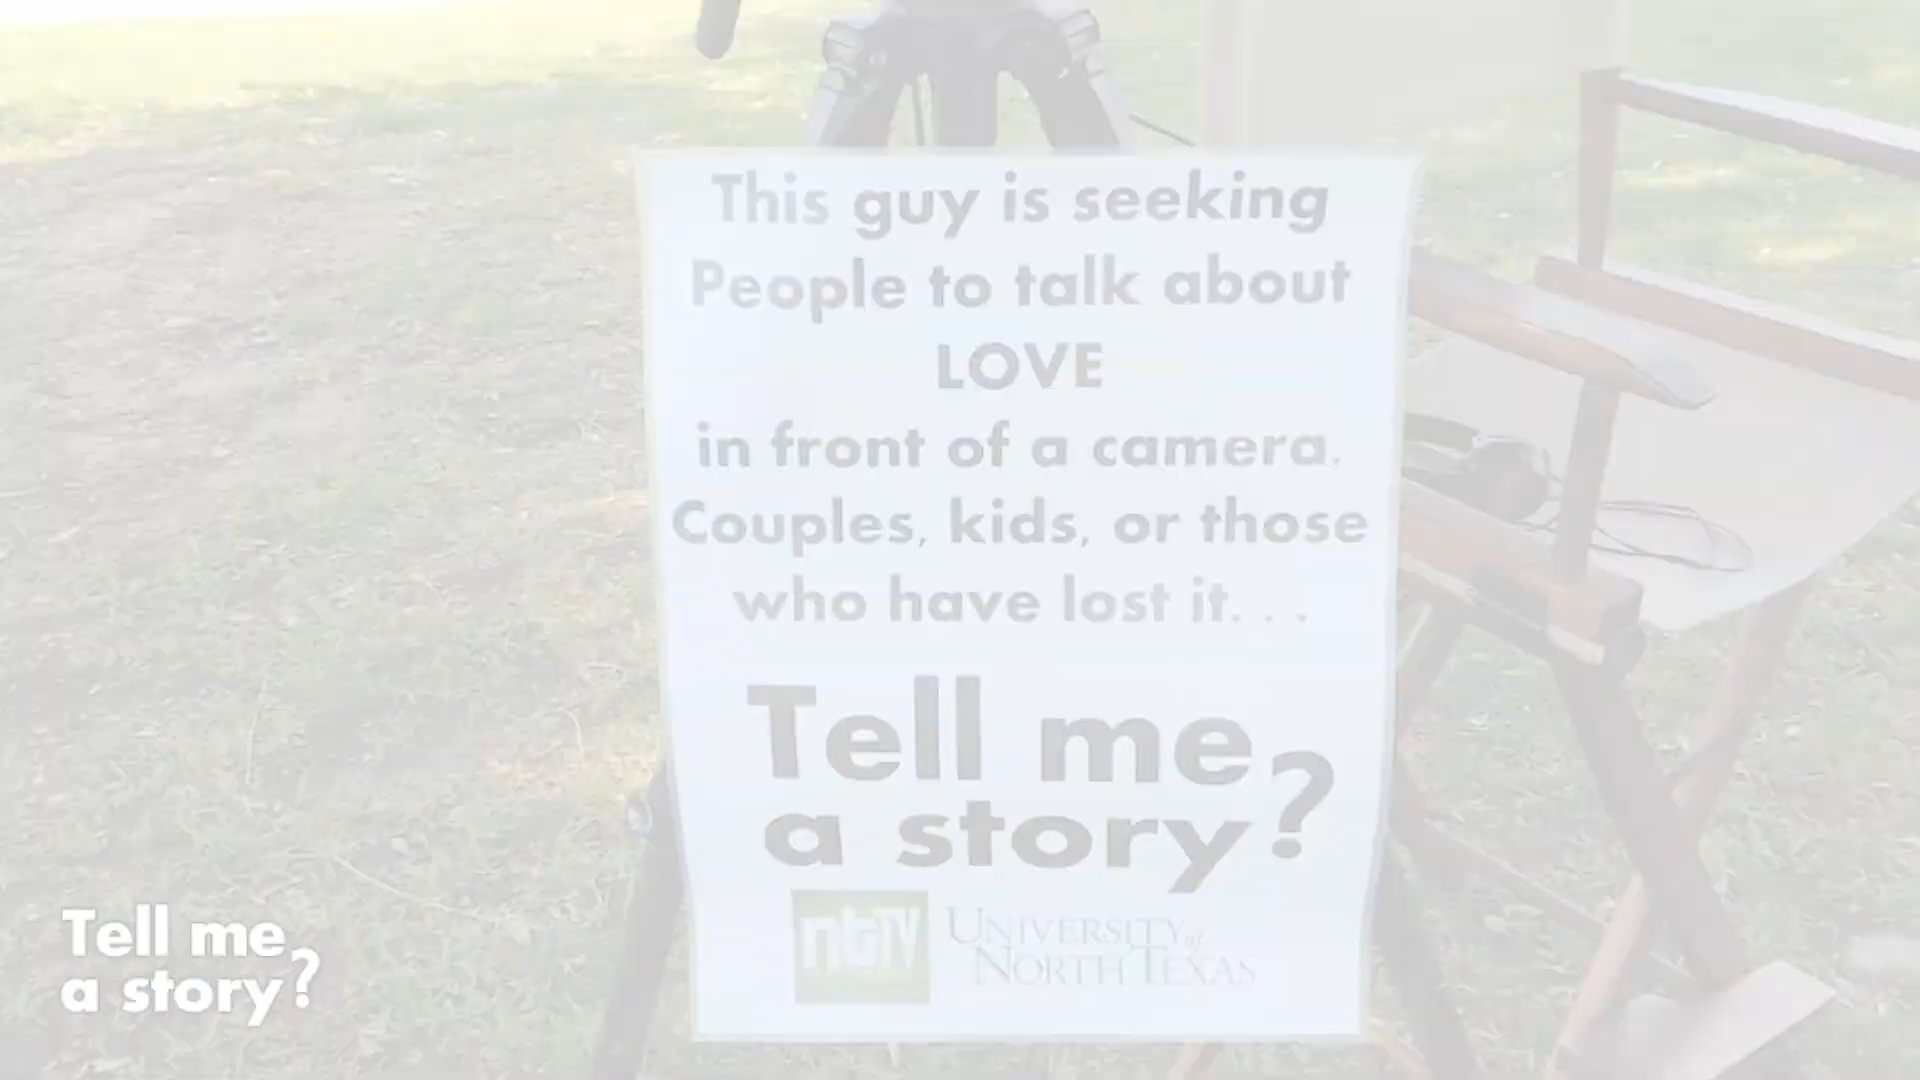 This guy is seeking
People to talk about
LOVE
in front of a camera.
Couples, kids, or those
who have lost it. . .
Tell me
a story?
ntTV UNIVERSITY of
NORTH TEXAS
Tell me
a story?